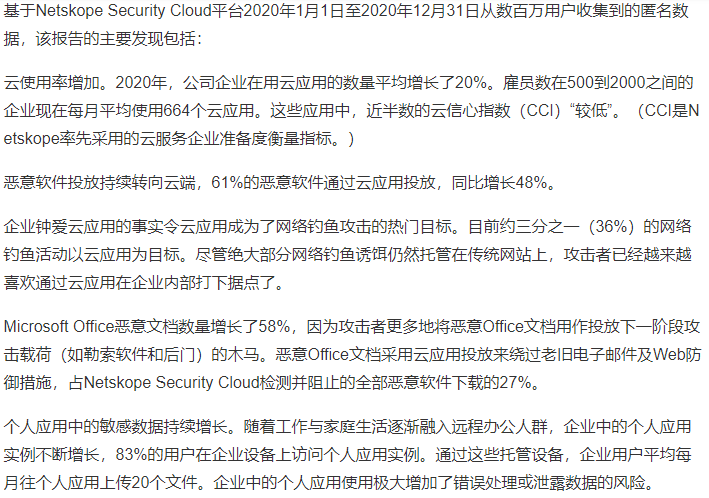 基于Netskope Security Cloud平台2020年1月1日至2020年12月31日从数百万用户收集到的匿名数
据，该报告的主要发现包括：
云使用率增加。2020年，公司企业在用云应用的数量平均增长了20%。雇员数在500到2000之间的
企业现在每月平均使用664个云应用。这些应用中，近半数的云信心指数（CCI）“较低”。（CCI是N
etskope率先采用的云服务企业准备度衡量指标。）
恶意软件投放持续转向云端，61%的恶意软件通过云应用投放，同比增长48%。
企业钟爱云应用的事实令云应用成为了网络钓鱼攻击的热门目标。目前约三分之一（36%）的网络
钓鱼活动以云应用为目标。尽管绝大部分网络钓鱼诱饵仍然托管在传统网站上，攻击者已经越来越
喜欢通过云应用在企业内部打下据点了。
Microsoft Office恶意文档数量增长了58%，因为攻击者更多地将恶意Office文档用作投放下一阶段攻
击载荷（如勒索软件和后门）的木马。恶意Office文档采用云应用投放来绕过老旧电子邮件及Web防
御措施，占Netskope Security Cloud检测并阻止的全部恶意软件下载的27%。
个人应用中的敏感数据持续增长。随着工作与家庭生活逐渐融入远程办公人群，企业中的个人应用
实例不断增长，83%的用户在企业设备上访问个人应用实例。通过这些托管设备，企业用户平均每
月往个人应用上传20个文件。企业中的个人应用使用极大增加了错误处理或泄露数据的风险。